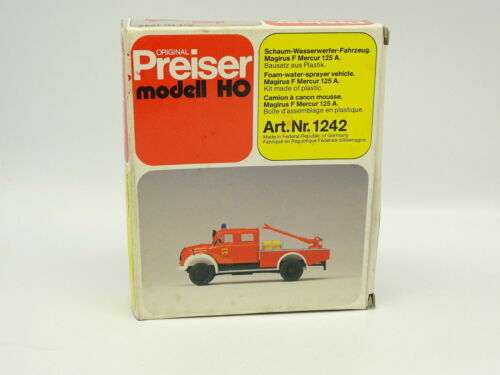 ORIGINAL
Preiser
modell HO
Schaum-Wasserwerfer-Fahrzeug.
Magirus F Mercur 125 A.
Bausatz aus Plastik.
Foam-water-sprayer vehicle.
Magirus F Mercur 125 A.
Kit made of plastic.
Camion à canon mousse.
Magirus F Mercur 125 A.
Boîte d'assemblage en plastique.
Art.Nr.1242
Made in Federal Republic of Germany
Fabriqué en République Fédérale d'Allemagne